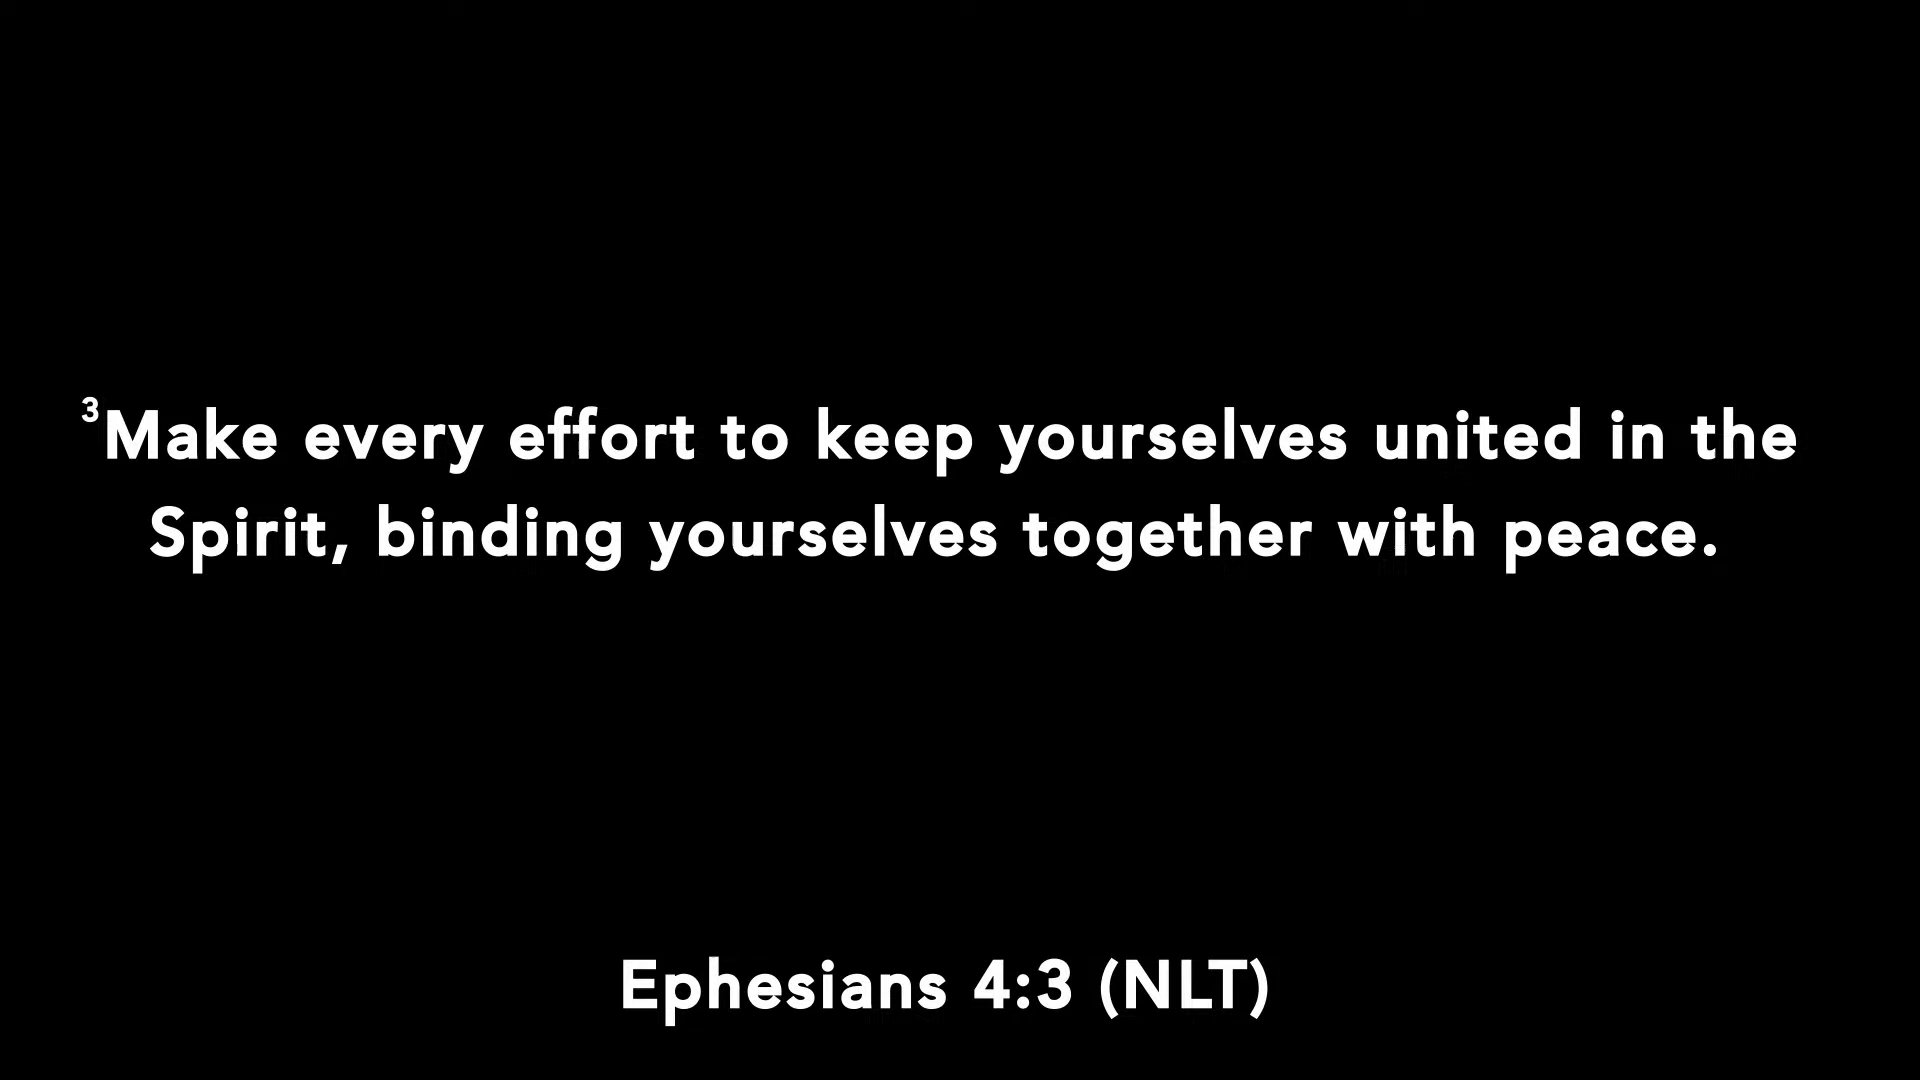 ³Make every effort to keep yourselves united in the
Spirit, binding yourselves together with peace.
Ephesians 4:3 (NLT)